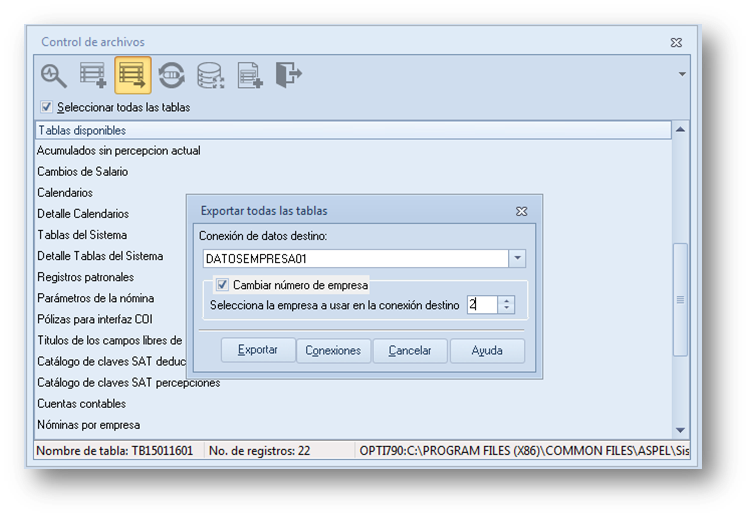 Control de archivos
Seleccionar todas las tablas
Tablas disponibles
Acumulados sin percepcion actual
Cambios de Salario
Calendarios
Detalle Calendarios
Tablas del Sistema
Detalle Tablas del Sistema
Registros patronales
Parámetros de la nómina
Pólizas para interfaz COI
Titulos de los campos libres de
Catálogo de claves SAT deduc
Catálogo de claves SAT percepciones
Cuentas contables
Nóminas por empresa
Exportar todas las tablas
Conexión de datos destino:
DATOSEMPRESA01
Cambiar número de empresa
Selecciona la empresa a usar en la conexión destino 2
Exportar Conexiones Cancelar Ayuda
Nombre de tabla: TB15011601 No. de registros: 22 OPTI790:C:\PROGRAM FILES (X86)\COMMON FILES\ASPEL\Sis